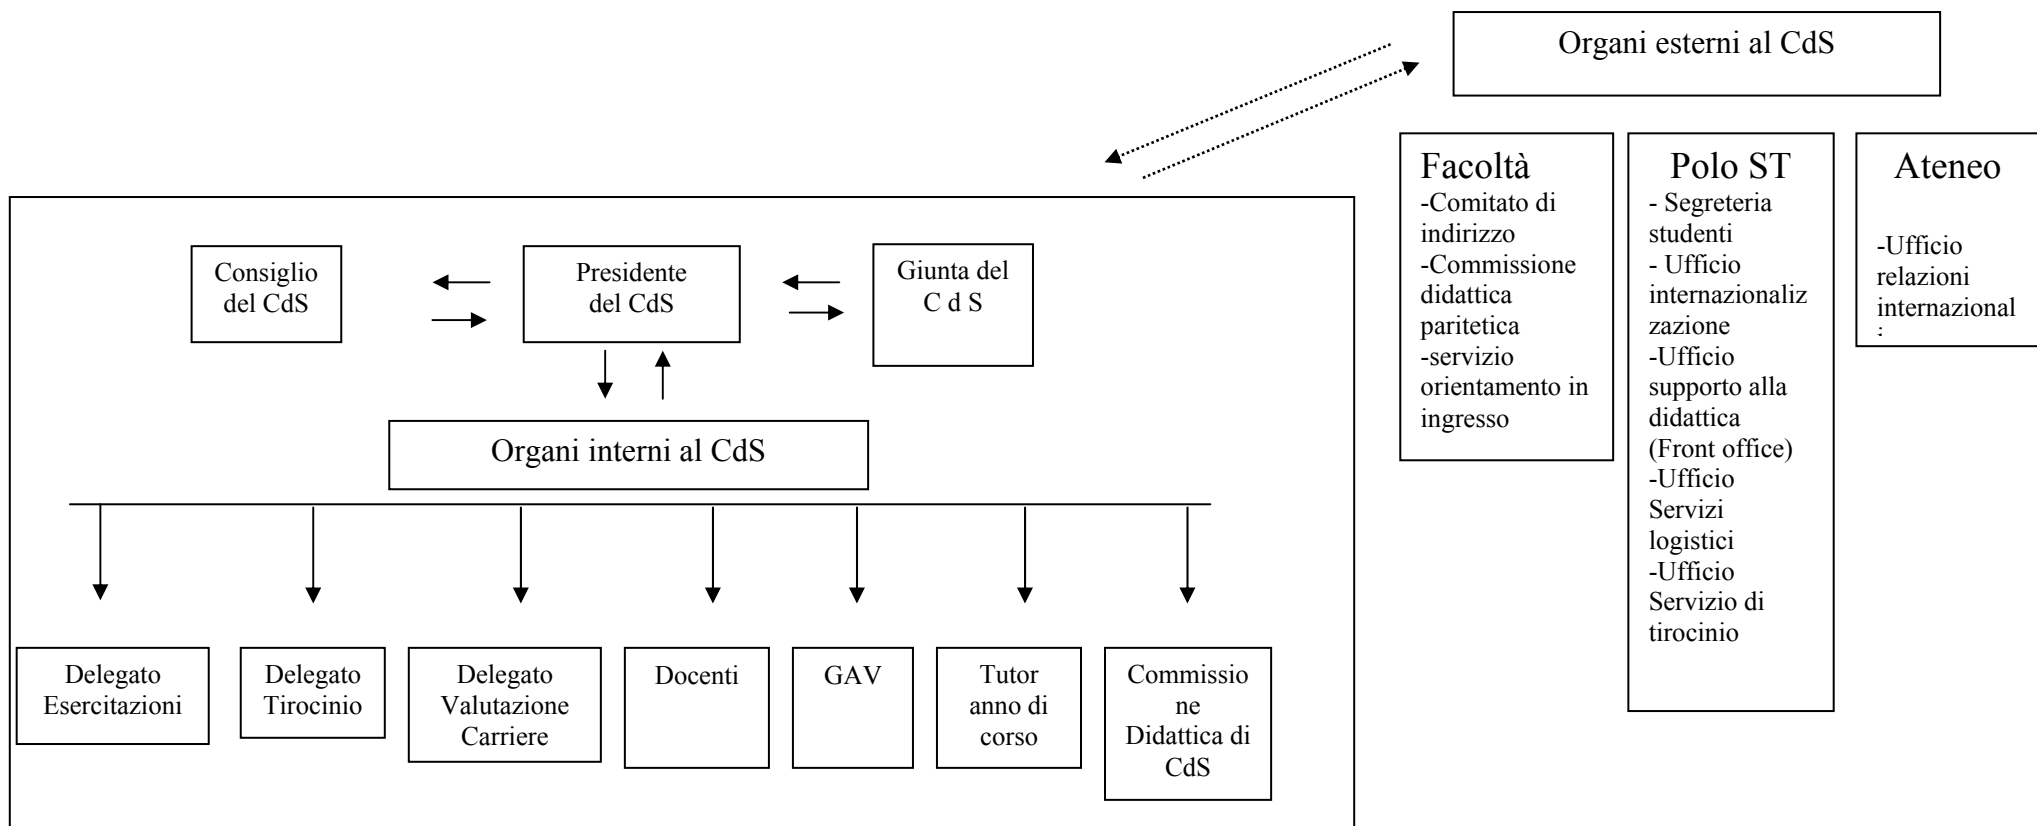 Organi esterni al CdS
Facoltà
-Comitato di
indirizzo
-Commissione
didattica
paritetica
-servizio
orientamento in
ingresso
Polo ST
- Segreteria
studenti
- Ufficio
internazionaliz
zazione
-Ufficio
supporto alla
didattica
(Front office)
-Ufficio
Servizi
logistici
-Ufficio
Servizio di
tirocinio
Ateneo
-Ufficio
relazioni
internazionali
Consiglio
del CdS
Presidente
del CdS
Giunta del
C d S
Organi interni al CdS
Delegato
Esercitazioni
Delegato
Tirocinio
Delegato
Valutazione
Carriere
Docenti
GAV
Tutor
anno di
corso
Commissio
ne
Didattica di
CdS